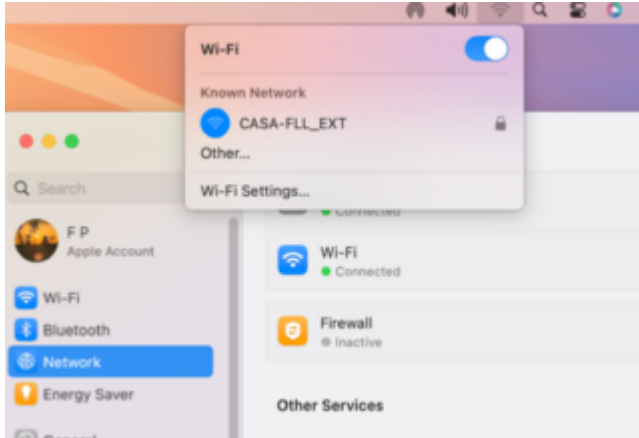 Wi-Fi
Known Network
CASA-FLL_EXT
Other...
Wi-Fi Settings...
Search
F P
Apple Account
Wi-Fi
Bluetooth
Network
Energy Saver
General
Connected
Wi-Fi
Connected
Firewall
Inactive
Other Services